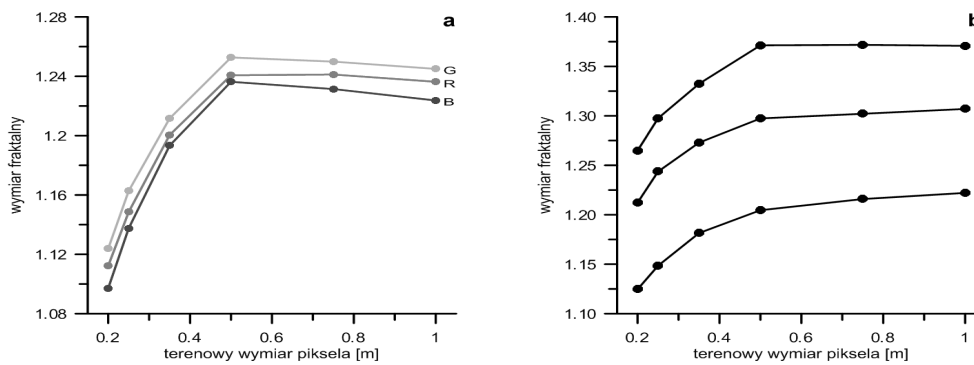 a
1.28
1.24
1.2
1.16
1.12
1.08
G
R
B
wymiar fraktalny
0.2 0.4 0.6 0.8 1
terenowy wymiar piksela [m]
b
1.40
1.35
1.30
1.25
1.20
1.15
1.10
wymiar fraktalny
0.2 0.4 0.6 0.8 1
terenowy wymiar piksela [m]